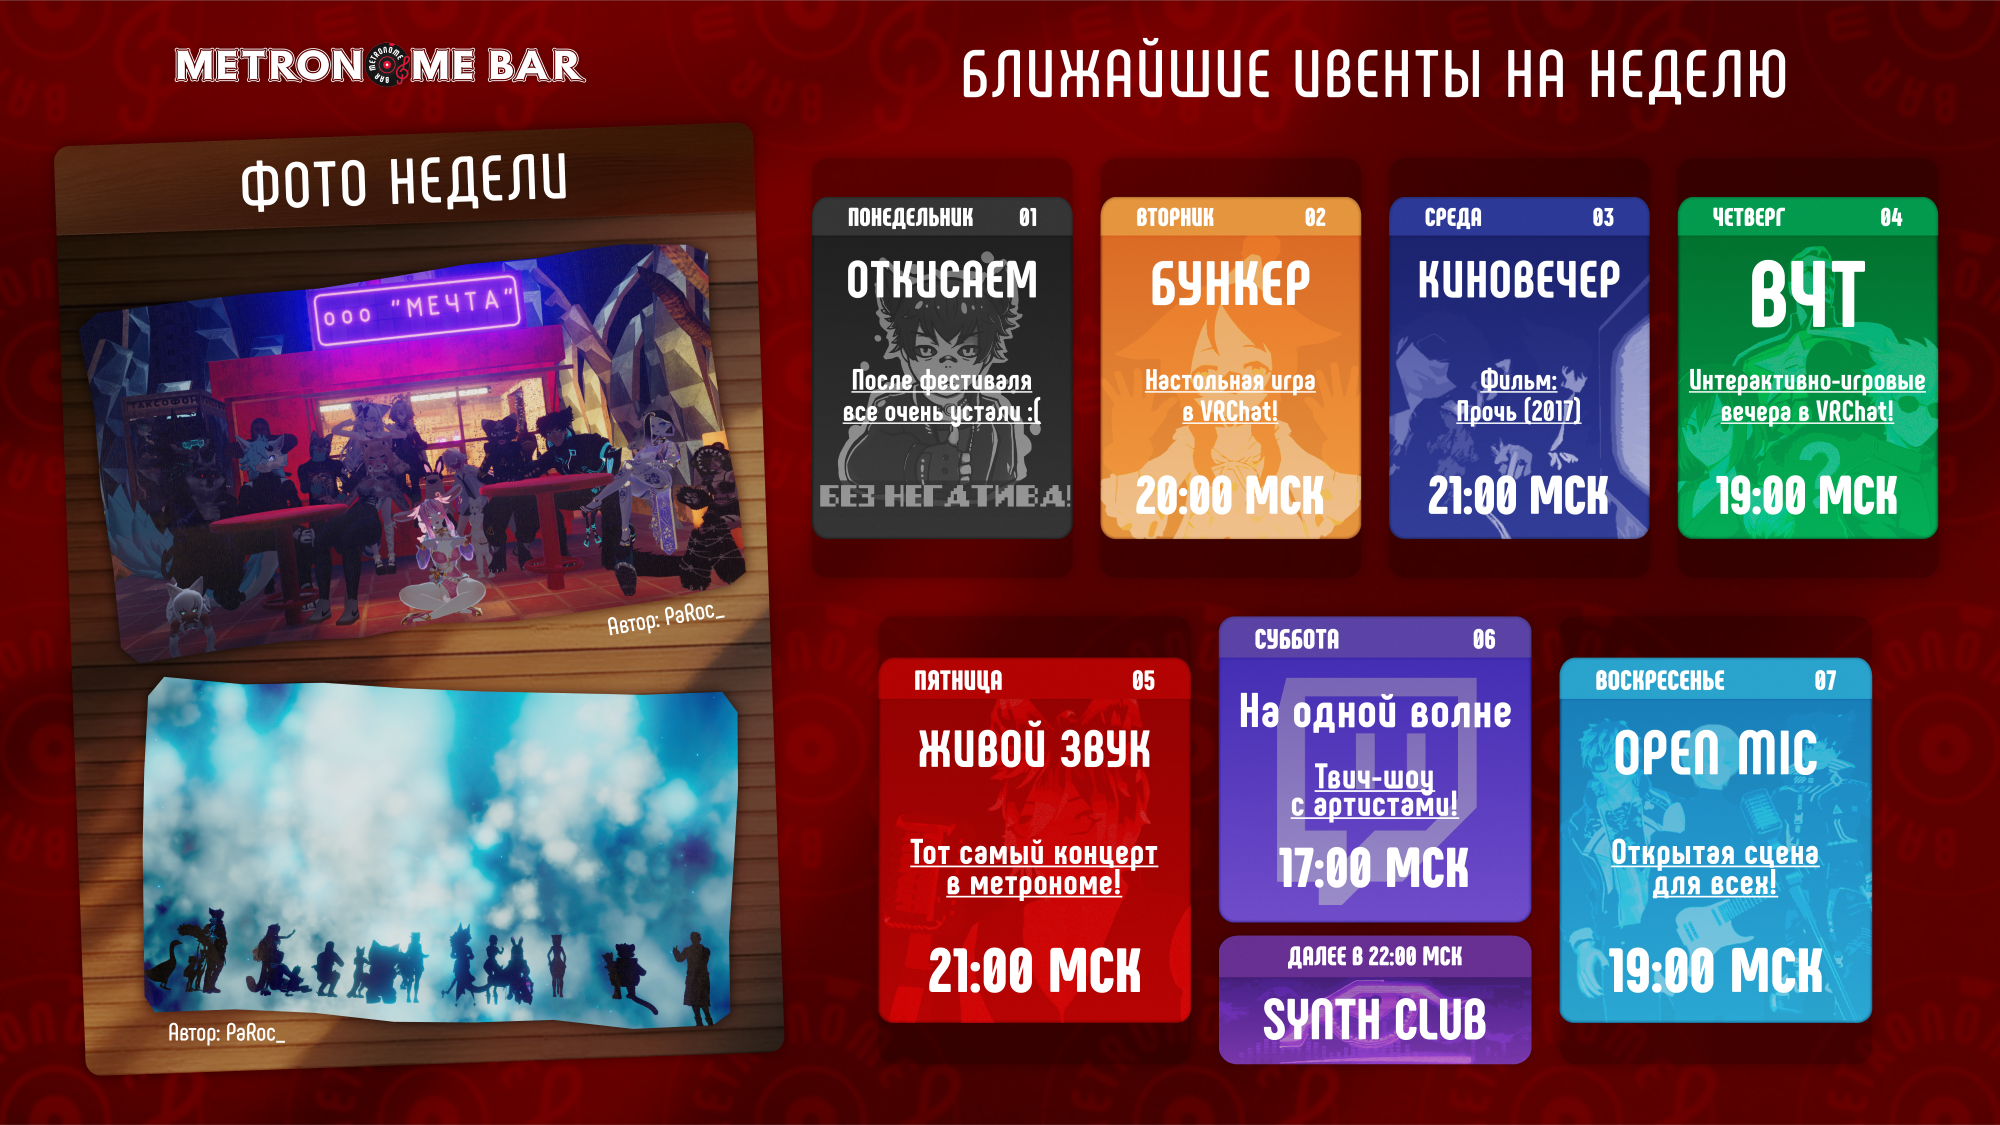 METRONOME BAR
БЛИЖАЙШИЕ ИВЕНТЫ НА НЕДЕЛЮ
ФОТО НЕДЕЛИ
ООО "МЕЧТА"
ТАКСОФОН
Автор: PaRoc_
Автор: PaRoc_
ПОНЕДЕЛЬНИК 01
ОТКИСАЕМ
После фестиваля
все очень устали :(
БЕЗ НЕГАТИВА!
ВТОРНИК 02
БУНКЕР
Настольная игра
в VRChat!
20:00 МСК
СРЕДА 03
КИНОВЕЧЕР
Фильм:
Прочь (2017)
21:00 МСК
ЧЕТВЕРГ 04
ВЧТ
Интерактивно-игровые
вечера в VRChat!
19:00 МСК
ПЯТНИЦА 05
ЖИВОЙ ЗВУК
Тот самый концерт
в метрономе!
21:00 МСК
СУББОТА 06
На одной волне
Твич-шоу
с артистами!
17:00 МСК
ДАЛЕЕ В 22:00 МСК
SYNTH CLUB
ВОСКРЕСЕНЬЕ 07
OPEN MIC
Открытая сцена
для всех!
19:00 МСК